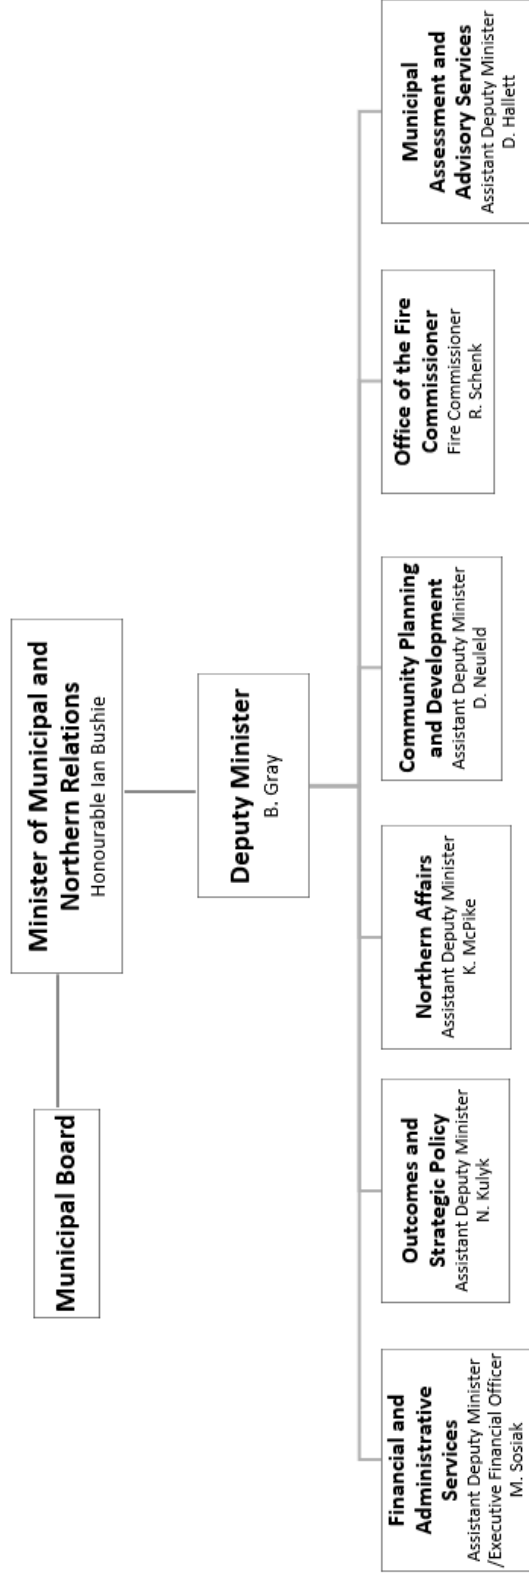 Minister of Municipal and
Northern Relations
Honourable Ian Bushie
Municipal Board
Deputy Minister
B. Gray
Financial and
Administrative
Services
Assistant Deputy Minister
/Executive Financial Officer
M. Sosiak
Outcomes and
Strategic Policy
Assistant Deputy Minister
N. Kulyk
Northern Affairs
Assistant Deputy Minister
K. McPike
Community Planning
and Development
Assistant Deputy Minister
D. Neuleld
Office of the Fire
Commissioner
Fire Commissioner
R. Schenk
Municipal
Assessment and
Advisory Services
Assistant Deputy Minister
D. Hallett